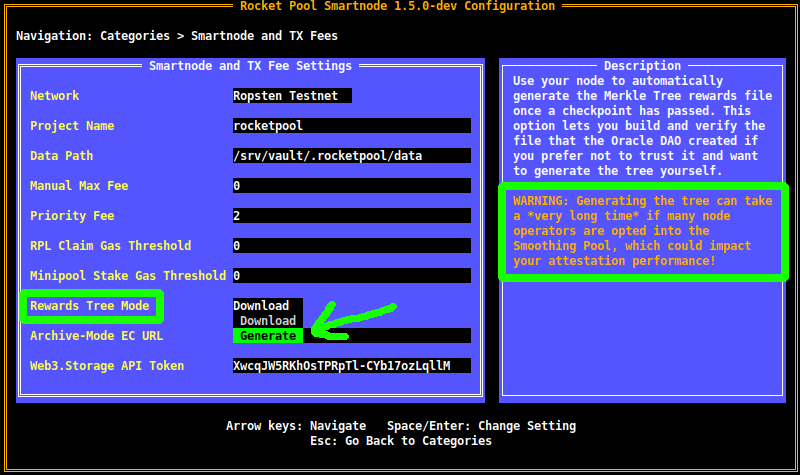 Rocket Pool Smartnode 1.5.0-dev Configuration
Navigation: Categories > Smartnode and TX Fees
Smartnode and TX Fee Settings
Network Ropsten Testnet
Project Name rocketpool
Data Path /srv/vault/.rocketpool/data
Manual Max Fee 0
Priority Fee 2
RPL Claim Gas Threshold 0
Minipool Stake Gas Threshold 0
Rewards Tree Mode Download
Download
Archive-Mode EC URL Generate
Web3.Storage API Token XwcqJW5RKhOsTPRpTl-CYb17ozLqllM
Description
Use your node to automatically
generate the Merkle Tree rewards file
once a checkpoint has passed. This
option lets you build and verify the
file that the Oracle DAO created if
you prefer not to trust it and want
to generate the tree yourself.
WARNING: Generating the tree can take
a *very long time* if many node
operators are opted into the
Smoothing Pool, which could impact
your attestation performance!
Arrow keys: Navigate Space/Enter: Change Setting
Esc: Go Back to Categories